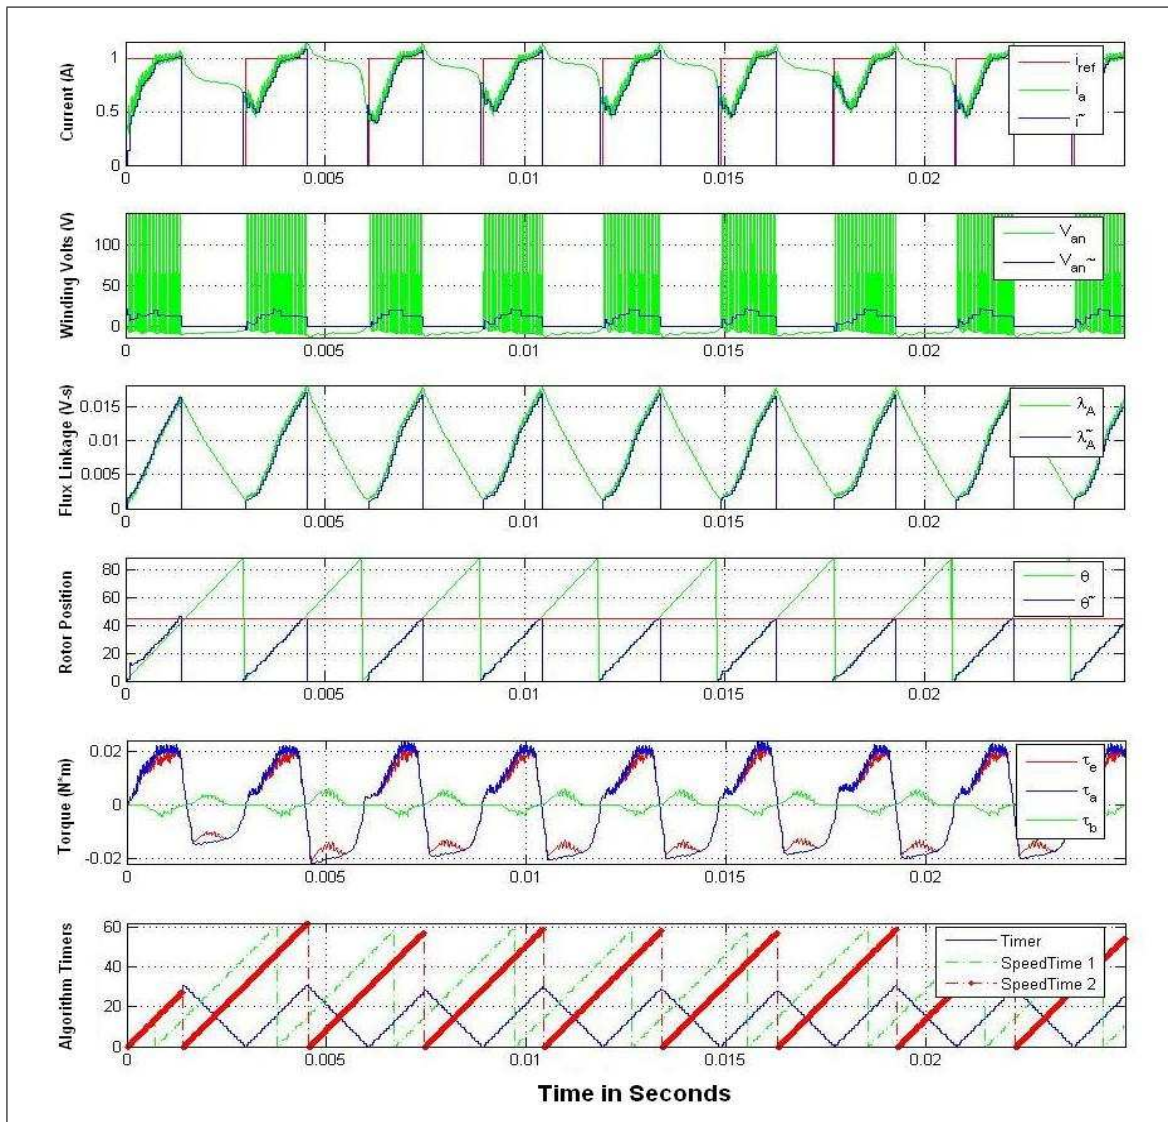 Current (A)
1
0.5
0
i_ref
i_a
i~
0
0.005
0.01
0.015
0.02
Winding Volts (V)
100
50
0
V_an
V_an~
0
0.005
0.01
0.015
0.02
Flux Linkage (V-s)
0.015
0.01
0.005
0
λ_A
λ~_A
0
0.005
0.01
0.015
0.02
Rotor Position
80
60
40
20
0
θ
θ~
0
0.005
0.01
0.015
0.02
Torque (N*m)
0.02
0
-0.02
τ_e
τ_a
τ_b
0
0.005
0.01
0.015
0.02
Algorithm Timers
60
40
20
0
Timer
SpeedTime 1
SpeedTime 2
0
0.005
0.01
0.015
0.02
Time in Seconds